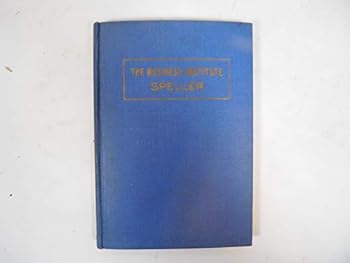 THE BUSINESS INSTITUTE
SPELLER